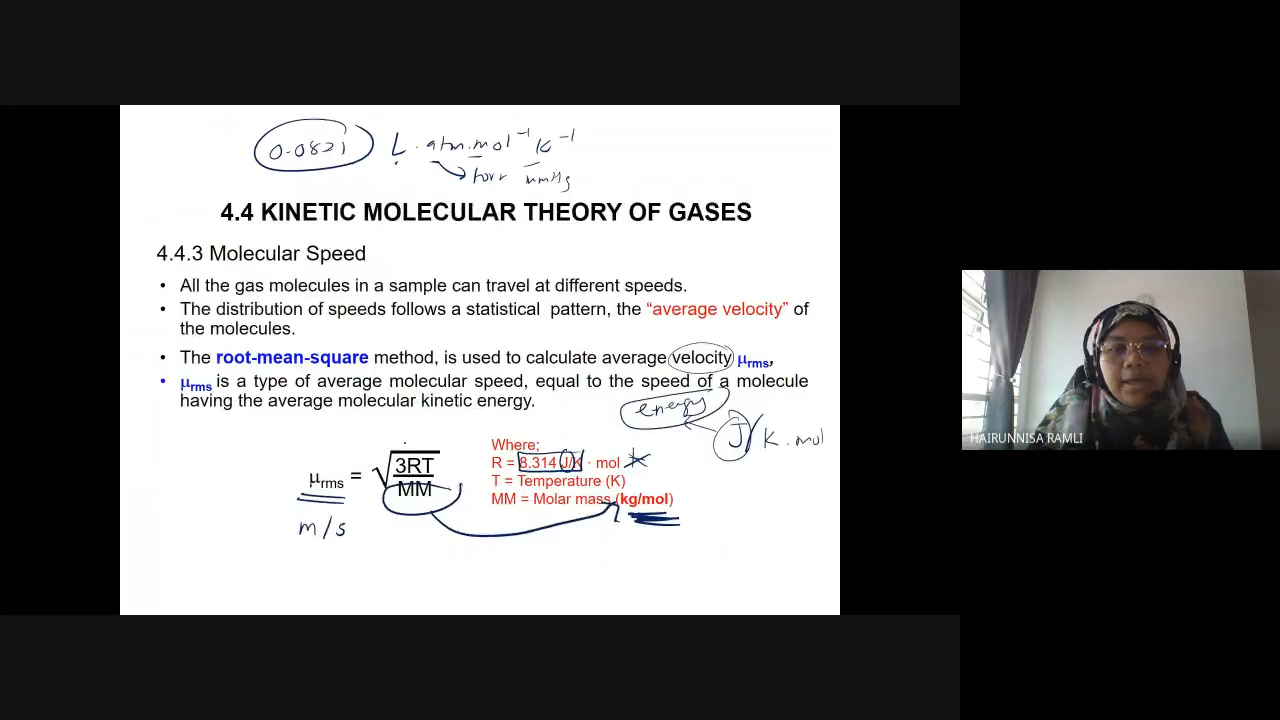 0.0821 L . atm . mol⁻¹ K⁻¹
torr mmHg
4.4 KINETIC MOLECULAR THEORY OF GASES
4.4.3 Molecular Speed
• All the gas molecules in a sample can travel at different speeds.
• The distribution of speeds follows a statistical pattern, the “average velocity” of
the molecules.
• The root-mean-square method, is used to calculate average velocity μrms,
• μrms is a type of average molecular speed, equal to the speed of a molecule
having the average molecular kinetic energy.
energy
J/K . mol
Where;
R = 8.314 J/K · mol
T = Temperature (K)
MM = Molar mass (kg/mol)
μrms = √3RT/MM
m/s
HAIRUNNISA RAMLI